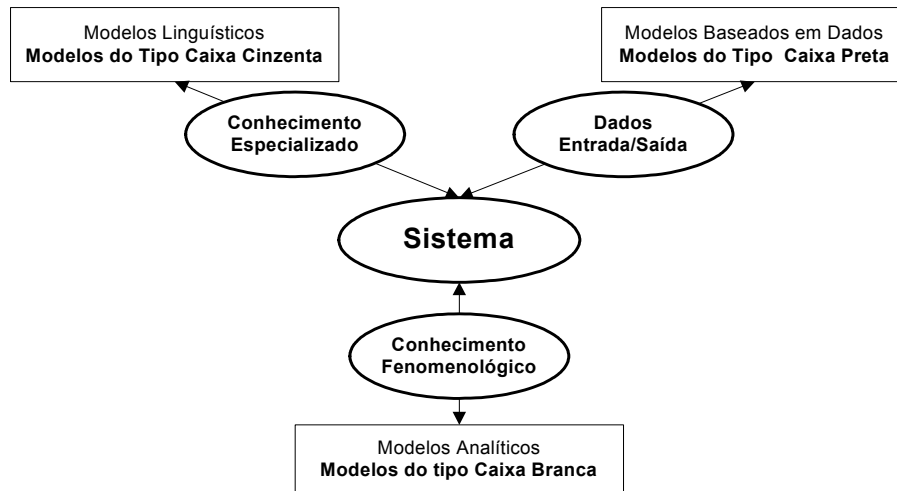 Modelos Linguísticos
Modelos do Tipo Caixa Cinzenta
Modelos Baseados em Dados
Modelos do Tipo Caixa Preta
Conhecimento
Especializado
Dados
Entrada/Saída
Sistema
Conhecimento
Fenomenológico
Modelos Analíticos
Modelos do tipo Caixa Branca